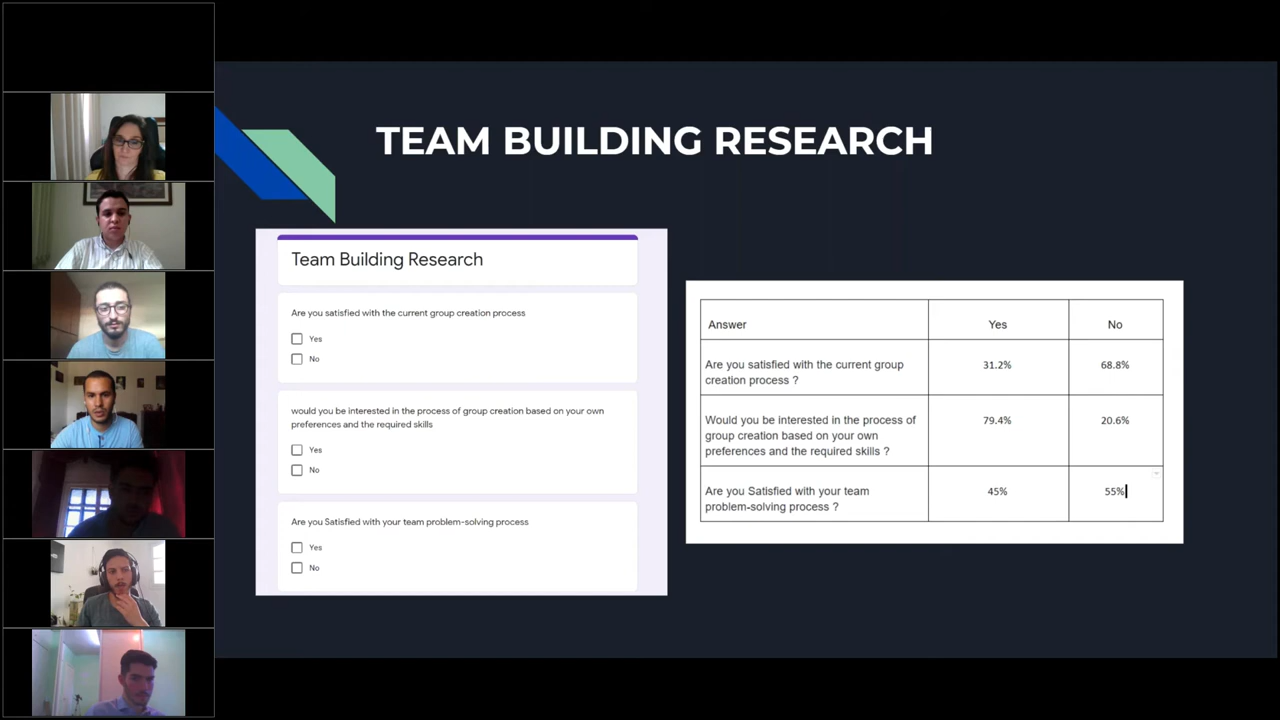 TEAM BUILDING RESEARCH
Team Building Research
Are you satisfied with the current group creation process
Yes
No
would you be interested in the process of group creation based on your own
preferences and the required skills
Yes
No
Are you Satisfied with your team problem-solving process
Yes
No
Answer Yes No
Are you satisfied with the current group 31.2% 68.8%
creation process ?
Would you be interested in the process of 79.4% 20.6%
group creation based on your own
preferences and the required skills ?
Are you Satisfied with your team 45% 55%
problem-solving process ?